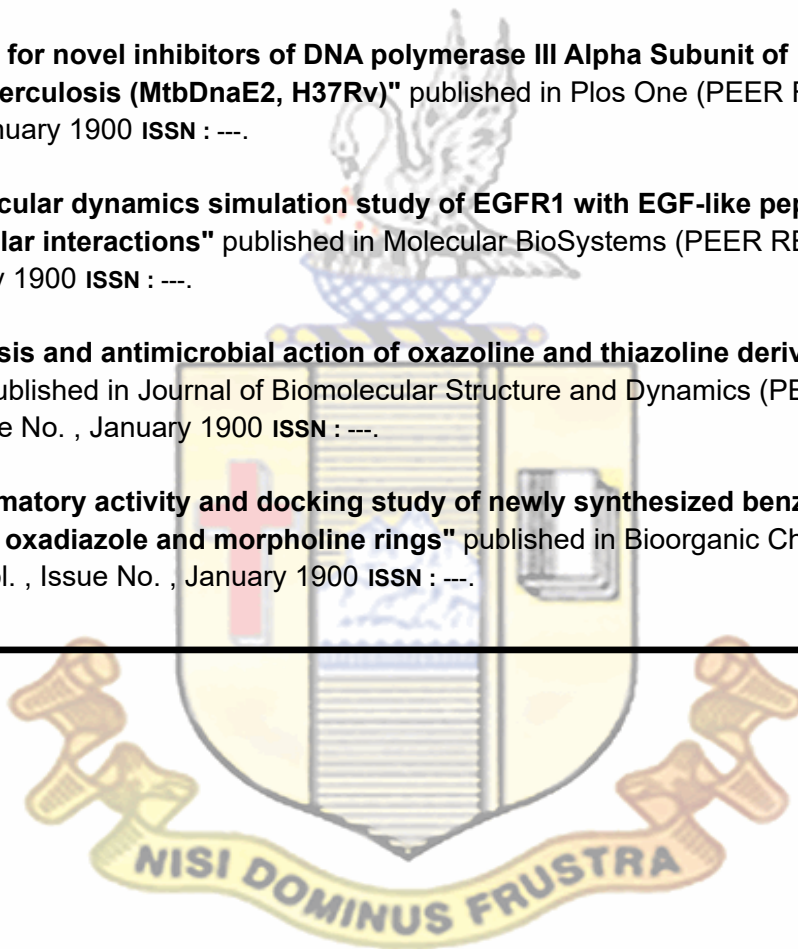 for novel inhibitors of DNA polymerase III Alpha Subunit of
erculosis (MtbDnaE2, H37Rv)" published in Plos One (PEER
nuary 1900 ISSN : ---.
cular dynamics simulation study of EGFR1 with EGF-like pep
lar interactions" published in Molecular BioSystems (PEER RE
y 1900 ISSN : ---.
sis and antimicrobial action of oxazoline and thiazoline deriv
ublished in Journal of Biomolecular Structure and Dynamics (PE
e No. , January 1900 ISSN : ---.
matory activity and docking study of newly synthesized benz
oxadiazole and morpholine rings" published in Bioorganic Ch
ol. , Issue No. , January 1900 ISSN : ---.
NISI DOMINUS FRUSTRA